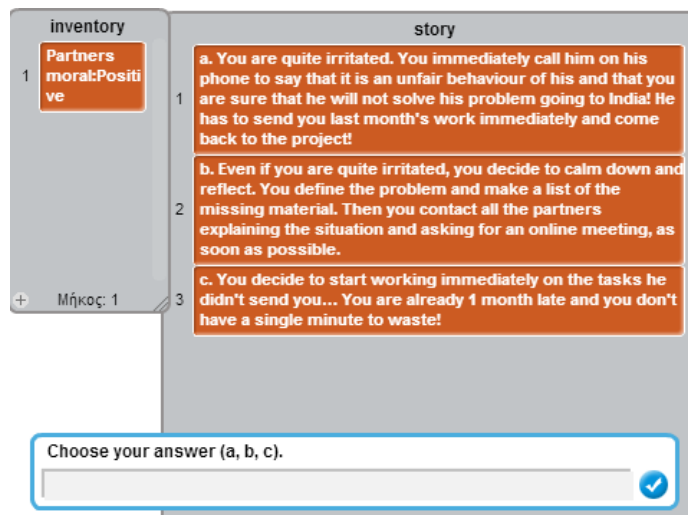 inventory
1
Partners
moral:Positi
ve
+
Μήκος: 1
story
1
a. You are quite irritated. You immediately call him on his
phone to say that it is an unfair behaviour of his and that you
are sure that he will not solve his problem going to India! He
has to send you last month's work immediately and come
back to the project!
2
b. Even if you are quite irritated, you decide to calm down and
reflect. You define the problem and make a list of the
missing material. Then you contact all the partners
explaining the situation and asking for an online meeting, as
soon as possible.
3
c. You decide to start working immediately on the tasks he
didn't send you... You are already 1 month late and you don't
have a single minute to waste!
Choose your answer (a, b, c).